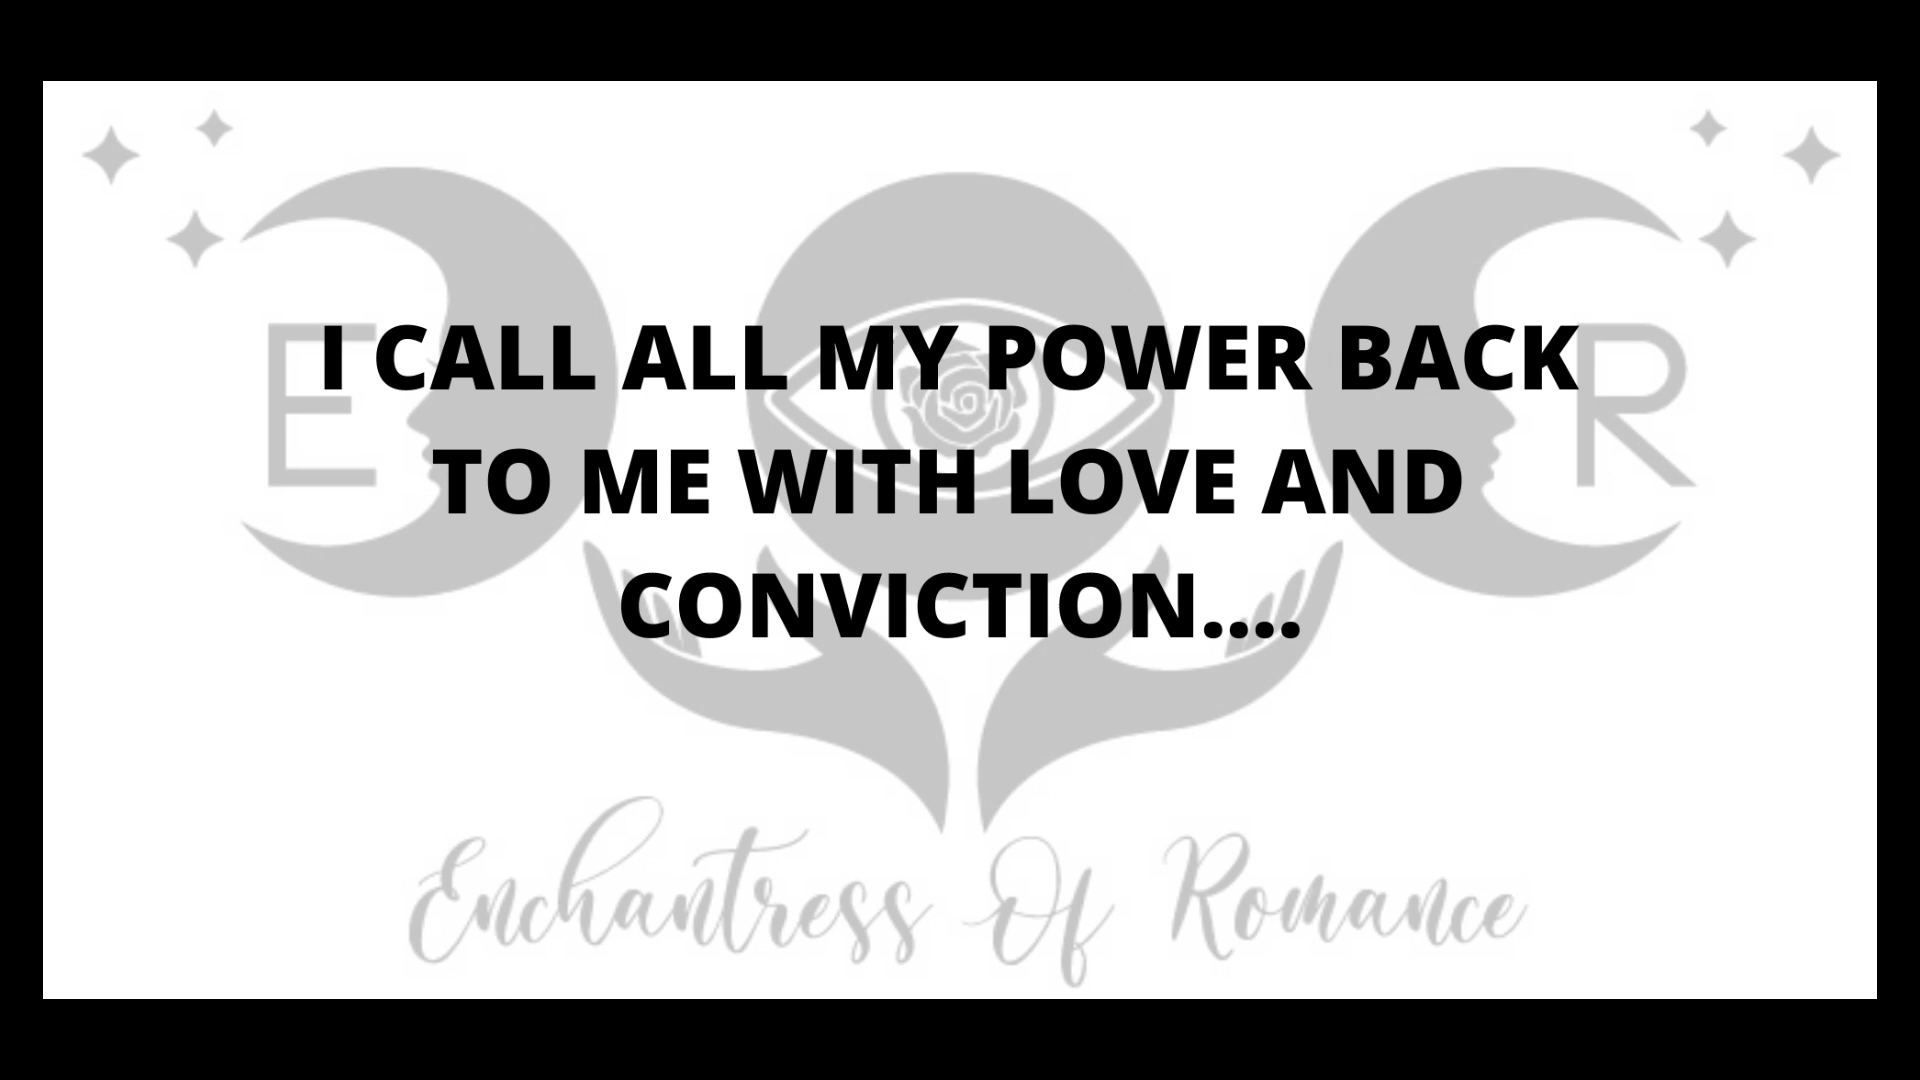 E
R
I CALL ALL MY POWER BACK
TO ME WITH LOVE AND
CONVICTION....
Enchantress Of Romance